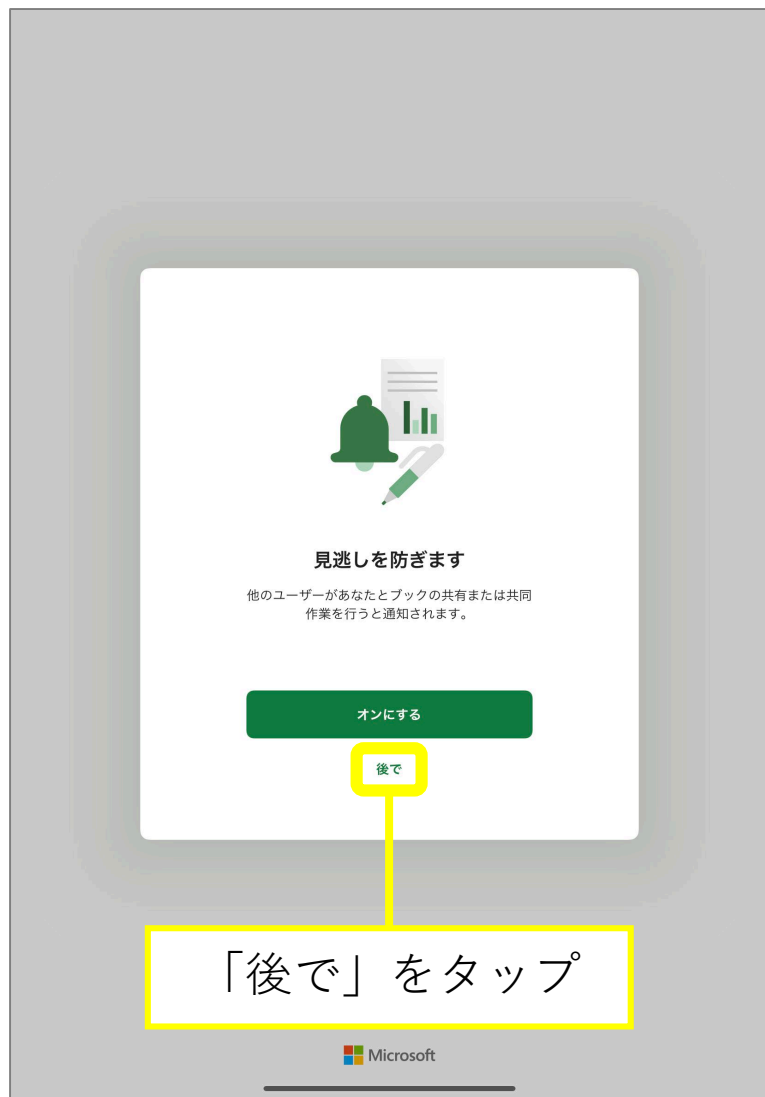 見逃しを防ぎます
他のユーザーがあなたとブックの共有または共同
作業を行うと通知されます。
オンにする
後で
「後で」をタップ
Microsoft